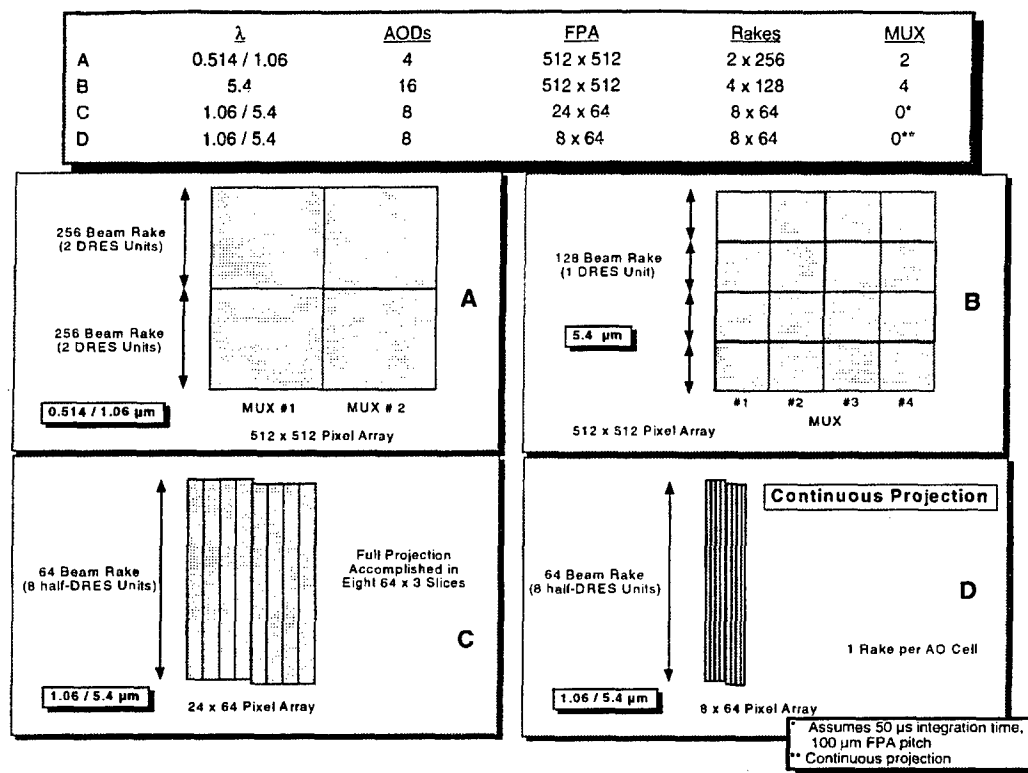 λ AODs FPA Rakes MUX
A 0.514 / 1.06 4 512 x 512 2 x 256 2
B 5.4 16 512 x 512 4 x 128 4
C 1.06 / 5.4 8 24 x 64 8 x 64 0*
D 1.06 / 5.4 8 8 x 64 8 x 64 0**
256 Beam Rake
(2 DRES Units)
256 Beam Rake
(2 DRES Units)
A
0.514 / 1.06 µm
MUX #1 MUX # 2
512 x 512 Pixel Array
128 Beam Rake
(1 DRES Unit)
5.4 µm
B
#1 #2 #3 #4
MUX
512 x 512 Pixel Array
64 Beam Rake
(8 half-DRES Units)
Full Projection
Accomplished in
Eight 64 x 3 Slices
C
1.06 / 5.4 µm
24 x 64 Pixel Array
Continuous Projection
64 Beam Rake
(8 half-DRES Units)
D
1 Rake per AO Cell
1.06 / 5.4 µm
8 x 64 Pixel Array
* Assumes 50 µs integration time,
100 µm FPA pitch
** Continuous projection